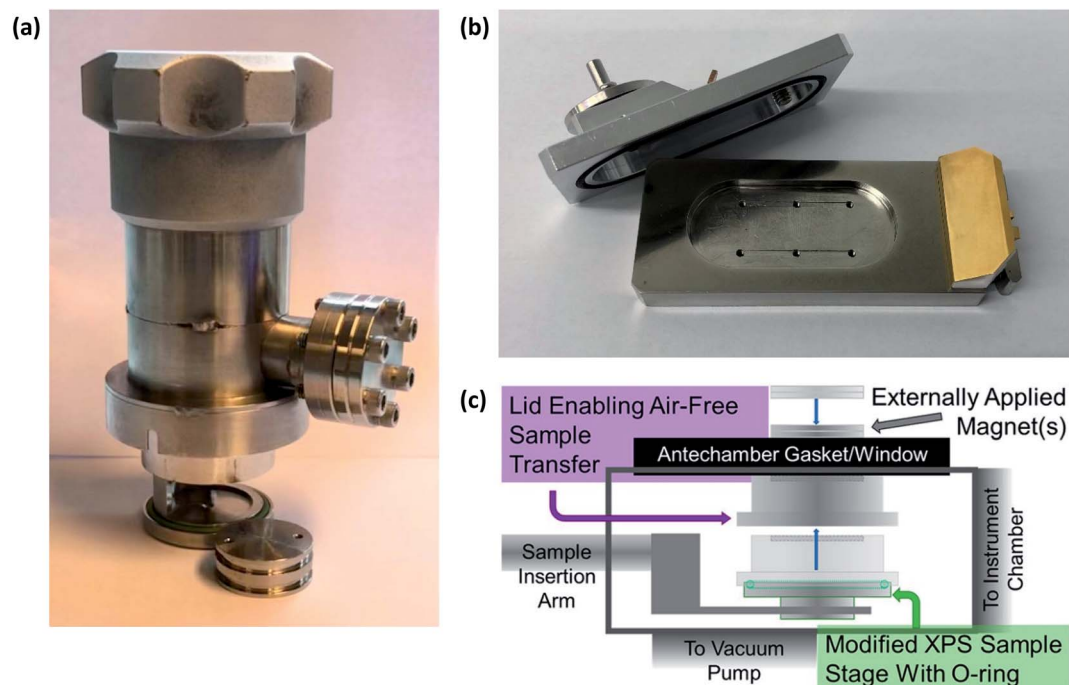 (a)
(b)
(c)
Lid Enabling Air-Free
Sample
Transfer
Externally Applied
Magnet(s)
Antechamber Gasket/Window
Sample
Insertion
Arm
To Instrument
Chamber
To Vacuum
Pump
Modified XPS Sample
Stage With O-ring